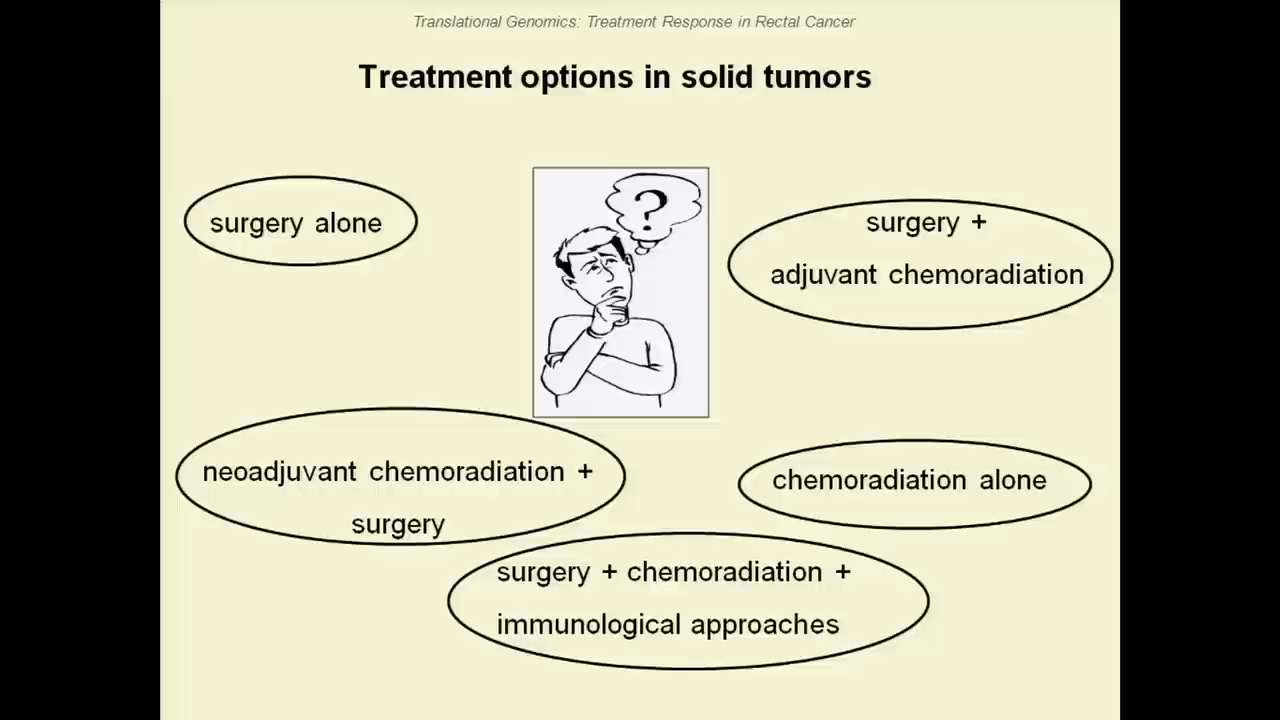 Translational Genomics: Treatment Response in Rectal Cancer
Treatment options in solid tumors
?
surgery alone
surgery +
adjuvant chemoradiation
neoadjuvant chemoradiation +
surgery
chemoradiation alone
surgery + chemoradiation +
immunological approaches